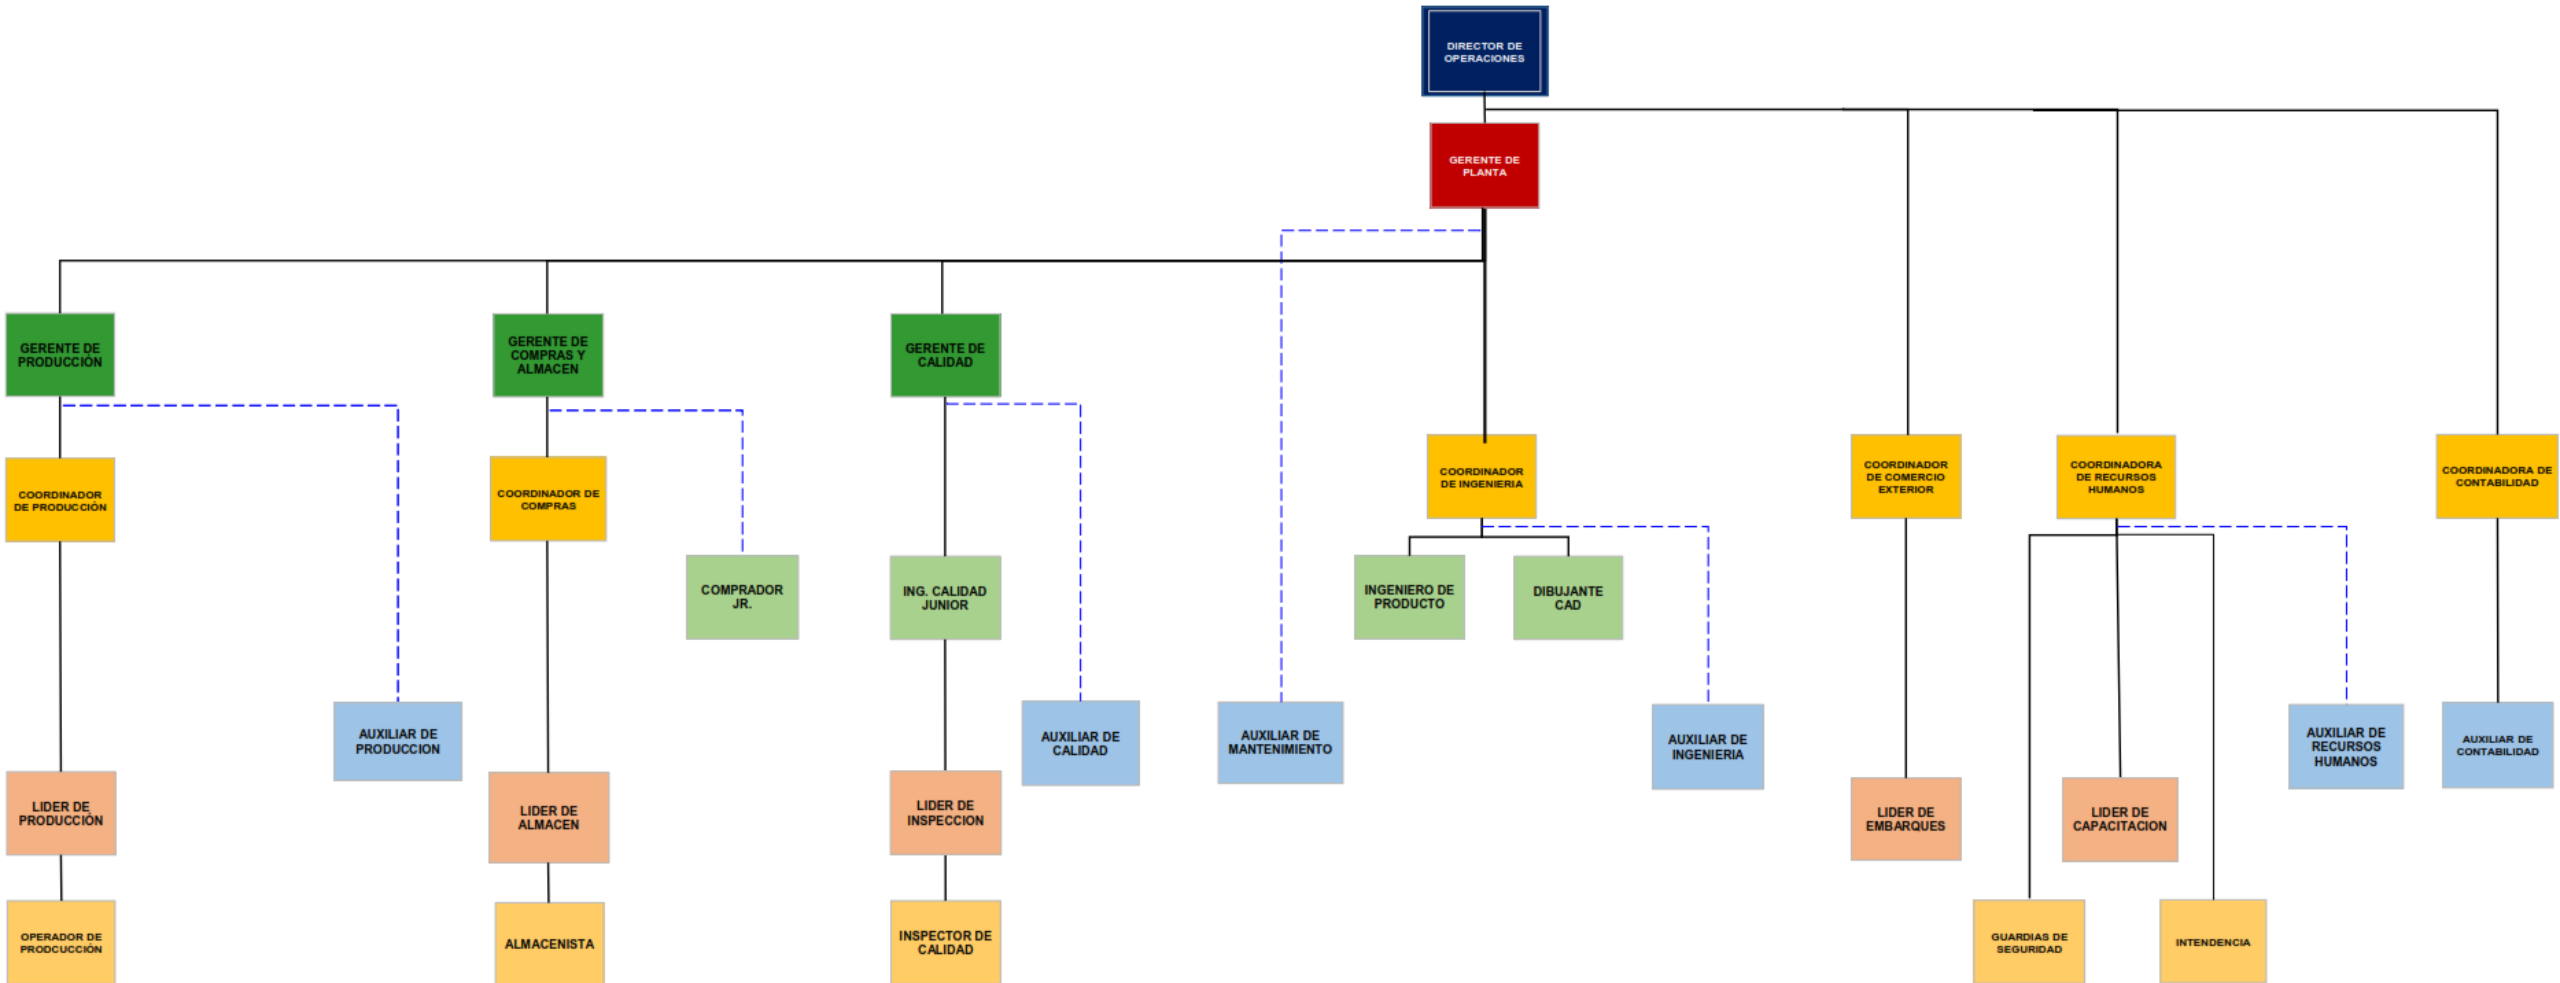 DIRECTOR DE
OPERACIONES
GERENTE DE
PLANTA
GERENTE DE
PRODUCCIÓN
GERENTE DE
COMPRAS Y
ALMACEN
GERENTE DE
CALIDAD
COORDINADOR
DE PRODUCCIÓN
COORDINADOR DE
COMPRAS
COORDINADOR
DE INGENIERIA
COORDINADOR
DE COMERCIO
EXTERIOR
COORDINADORA
DE RECURSOS
HUMANOS
COORDINADORA DE
CONTABILIDAD
COMPRADOR
JR.
ING. CALIDAD
JUNIOR
INGENIERO DE
PRODUCTO
DIBUJANTE
CAD
AUXILIAR DE
PRODUCCION
AUXILIAR DE
CALIDAD
AUXILIAR DE
MANTENIMIENTO
AUXILIAR DE
INGENIERIA
AUXILIAR DE
RECURSOS
HUMANOS
AUXILIAR DE
CONTABILIDAD
LIDER DE
PRODUCCIÓN
LIDER DE
ALMACEN
LIDER DE
INSPECCION
LIDER DE
EMBARQUES
LIDER DE
CAPACITACION
OPERADOR DE
PRODCUCCIÓN
ALMACENISTA
INSPECTOR DE
CALIDAD
GUARDIAS DE
SEGURIDAD
INTENDENCIA